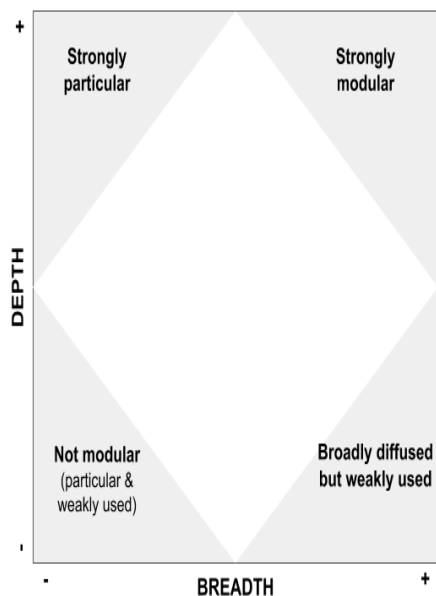 +
Strongly
particular
Strongly
modular
DEPTH
Not modular
(particular &
weakly used)
Broadly diffused
but weakly used
-
-
BREADTH
+